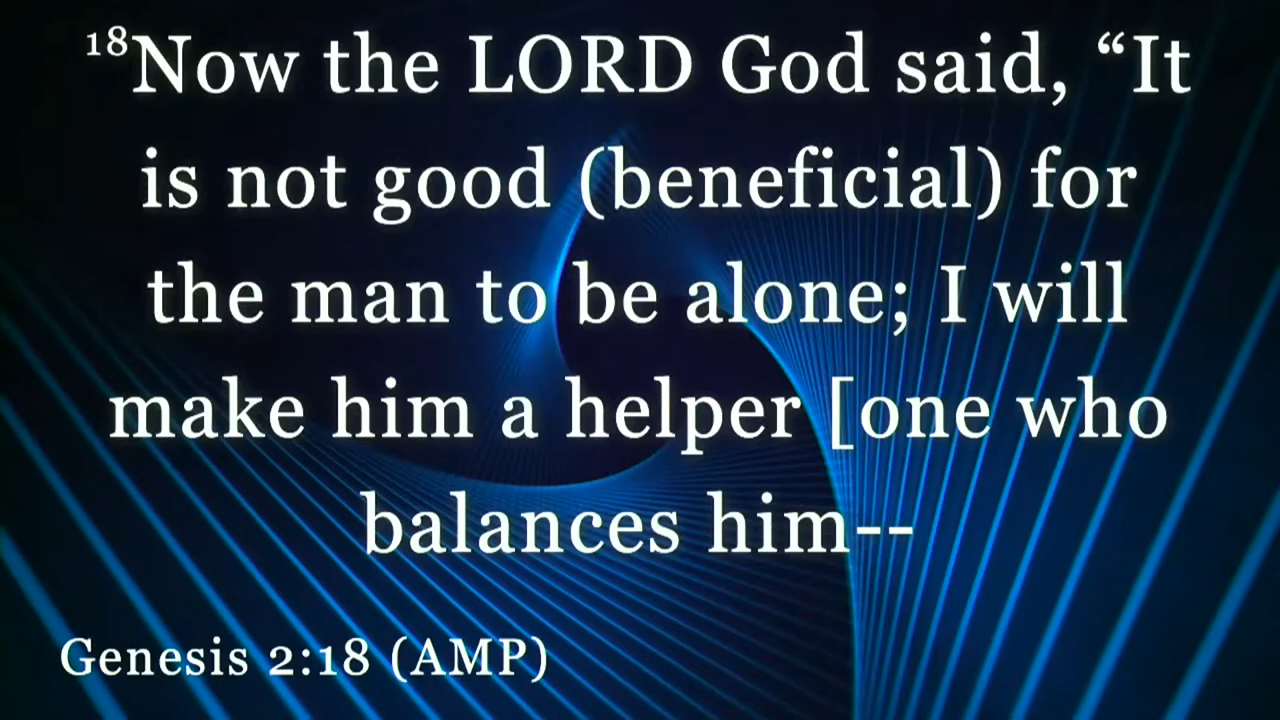 ¹⁸Now the LORD God said, “It
is not good (beneficial) for
the man to be alone; I will
make him a helper [one who
balances him--
Genesis 2:18 (AMP)